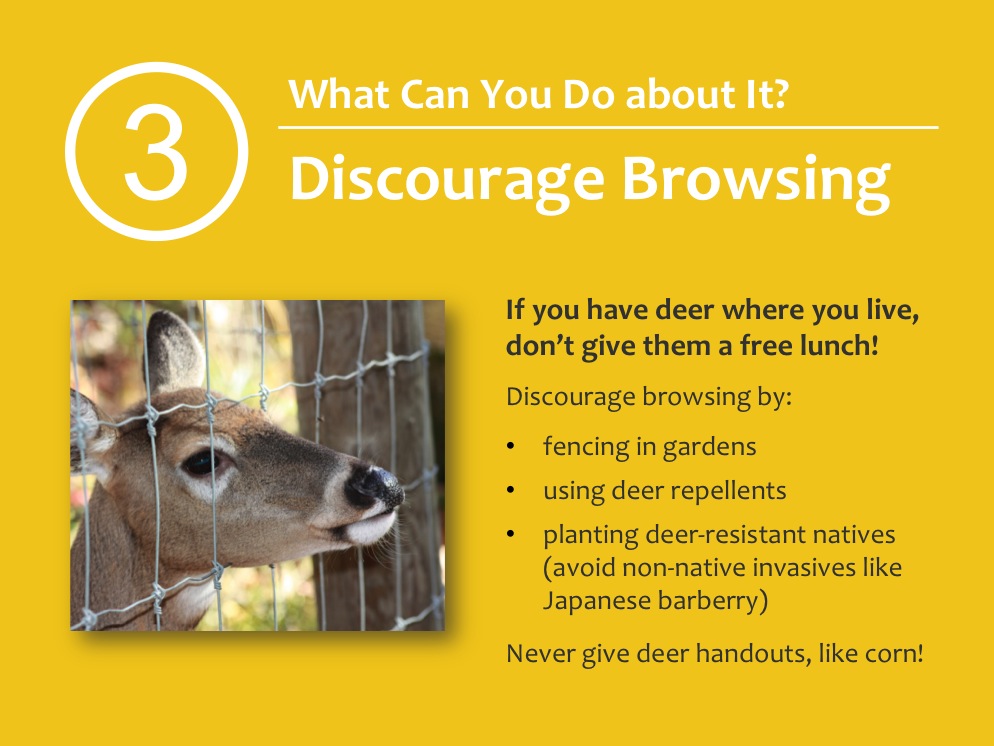 3
What Can You Do about It?
Discourage Browsing
If you have deer where you live,
don’t give them a free lunch!
Discourage browsing by:
• fencing in gardens
• using deer repellents
• planting deer-resistant natives
(avoid non-native invasives like
Japanese barberry)
Never give deer handouts, like corn!